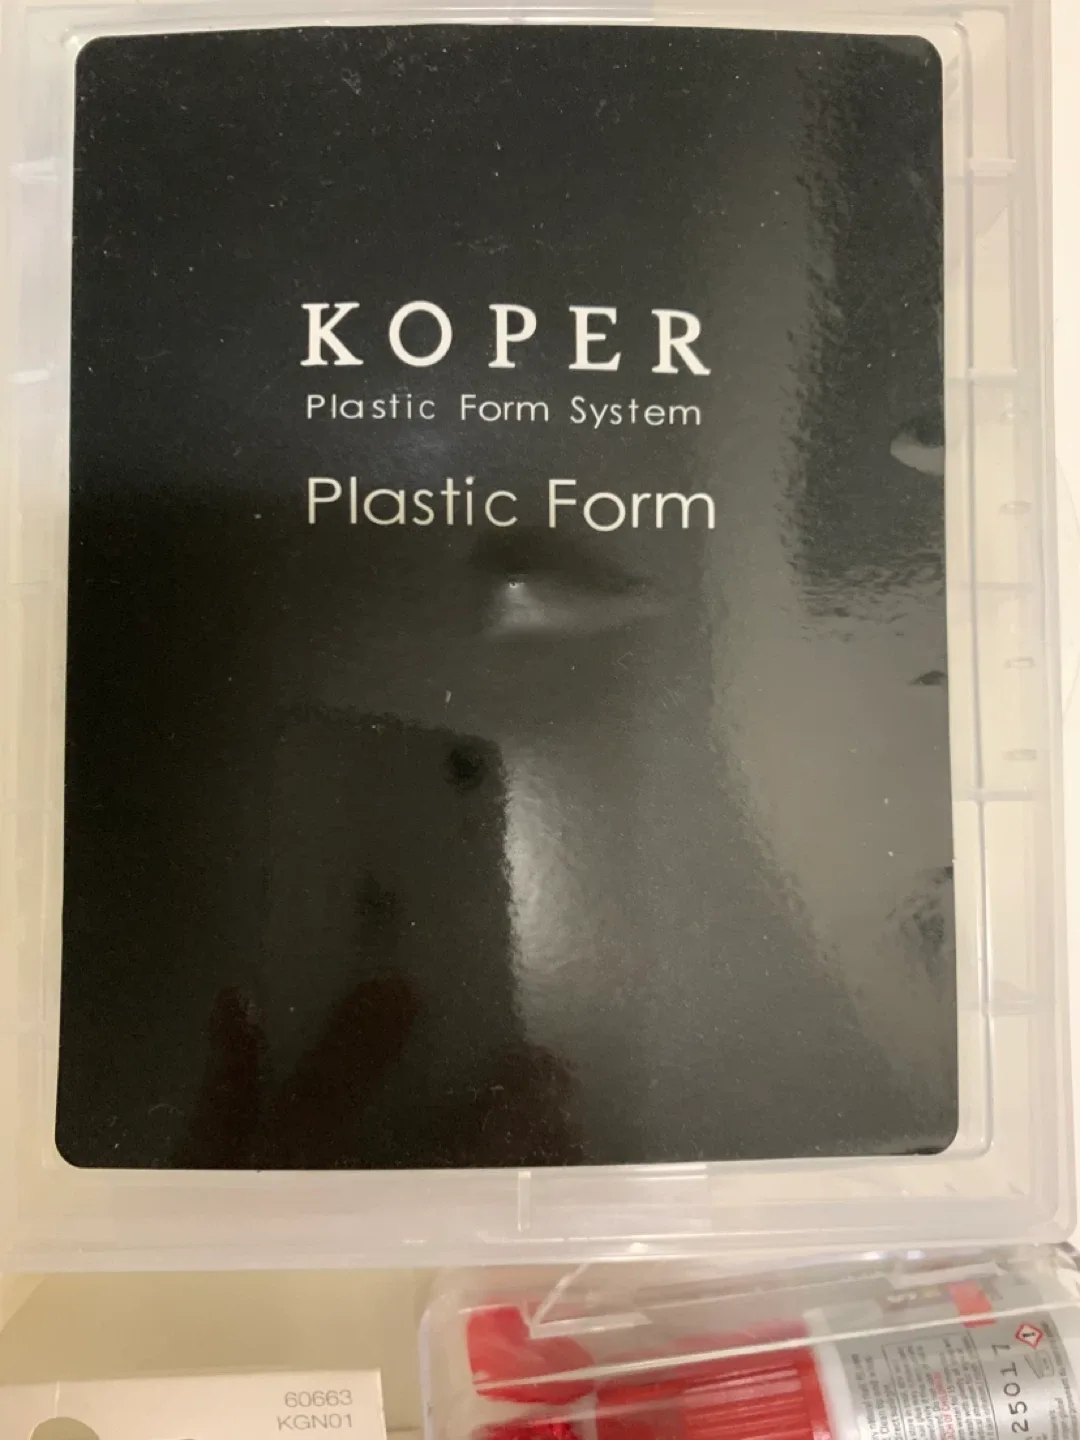 KOPER
Plastic Form System
Plastic Form
60663
KGN01
25017